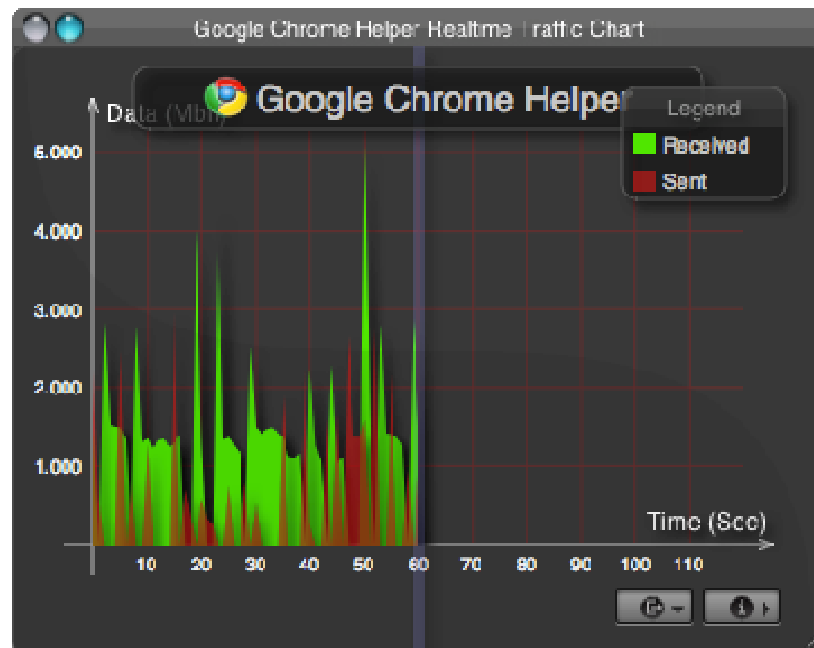 Google Chrome Helper Realtime Traffic Chart
Google Chrome Helper
Data
Legend
Received
Sent
5.000
4.000
3.000
2.000
1.000
Time (Sec)
10 20 30 40 50 60 70 80 90 100 110